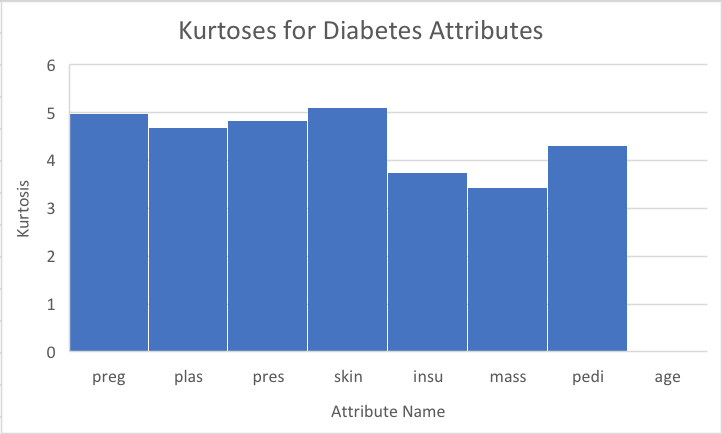 Kurtoses for Diabetes Attributes
6
5
4
3
2
1
0
Kurtosis
preg plas pres skin insu mass pedi age
Attribute Name